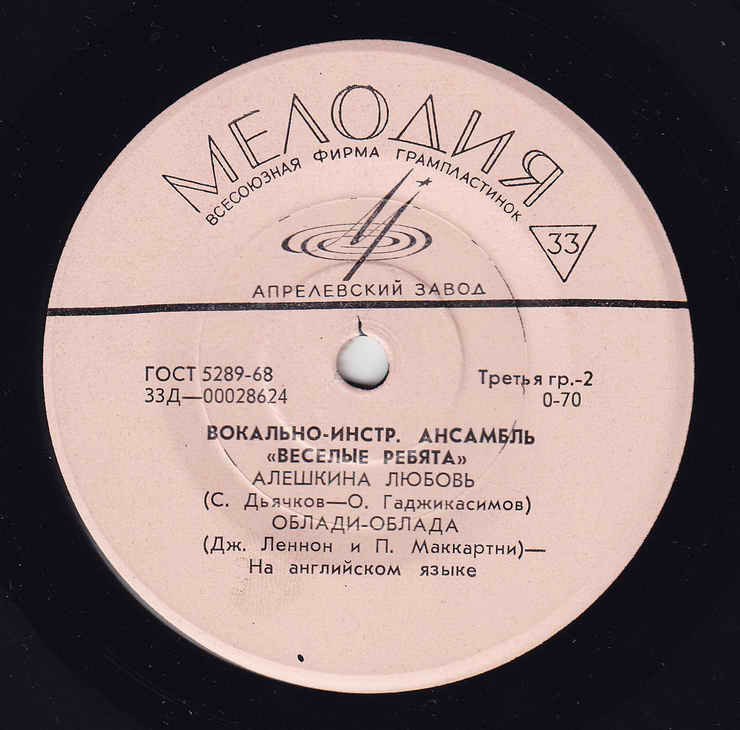 МЕЛОДИЯ
ВСЕСОЮЗНАЯ ФИРМА ГРАМПЛАСТИНОК
33
АПРЕЛЕВСКИЙ ЗАВОД
ГОСТ 5289-68 Третья гр.-2
33Д—00028624 0-70
ВОКАЛЬНО-ИНСТР. АНСАМБЛЬ
«ВЕСЕЛЫЕ РЕБЯТА»
АЛЕШКИНА ЛЮБОВЬ
(С. Дьячков—О. Гаджикасимов)
ОБЛАДИ-ОБЛАДА
(Дж. Леннон и П. Маккартни)—
На английском языке